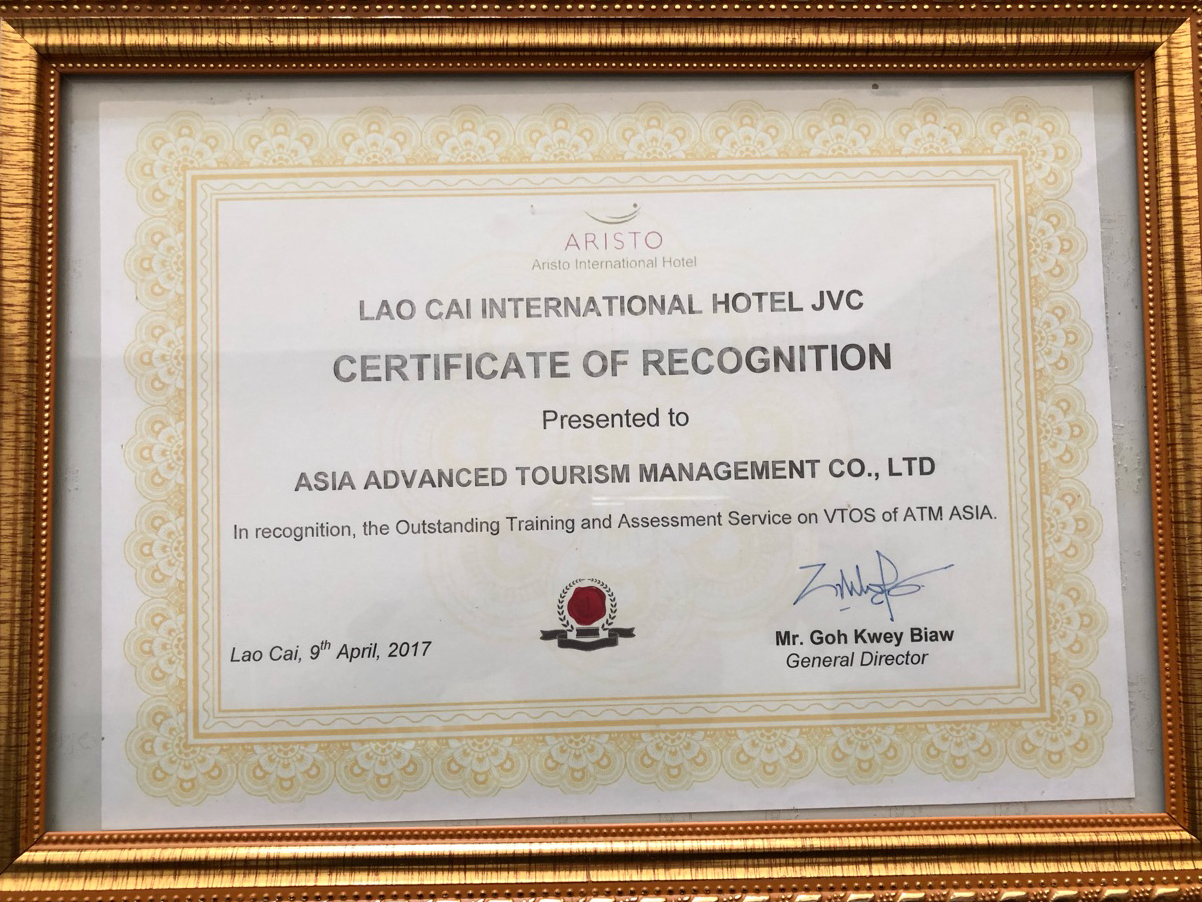 ARISTO
Aristo International Hotel
LAO CAI INTERNATIONAL HOTEL JVC
CERTIFICATE OF RECOGNITION
Presented to
ASIA ADVANCED TOURISM MANAGEMENT CO., LTD
In recognition, the Outstanding Training and Assessment Service on VTOS of ATM ASIA.
Lao Cai, 9th April, 2017
Mr. Goh Kwey Biaw
General Director